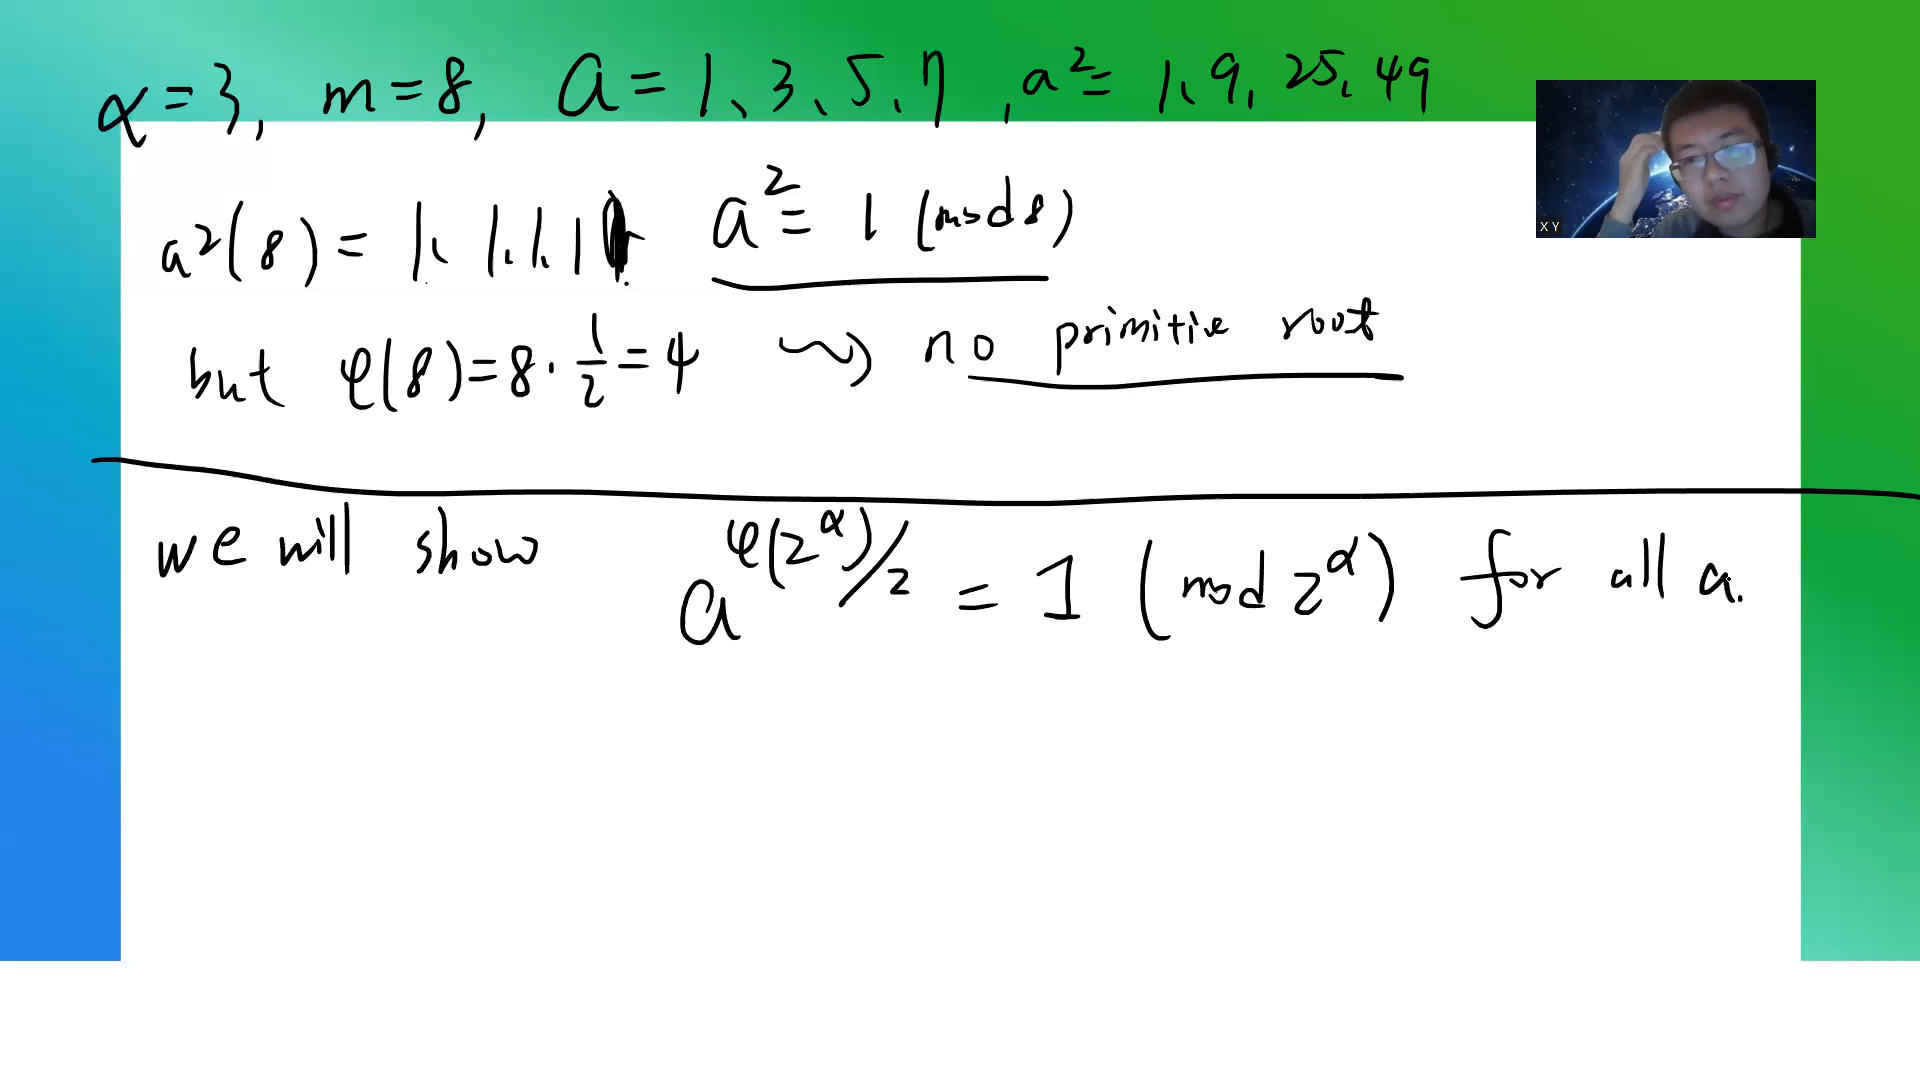 α=3, m=8, a=1、3、5、7, a²= 1、9、25、49
a²(8)= 1、1、1、1 a²≡ 1 (mod 8)
but φ(8)=8·1/2=4 ⇝ no primitive root
we will show a^φ(2^α)/2 = 1 (mod 2^α) for all a.
X Y